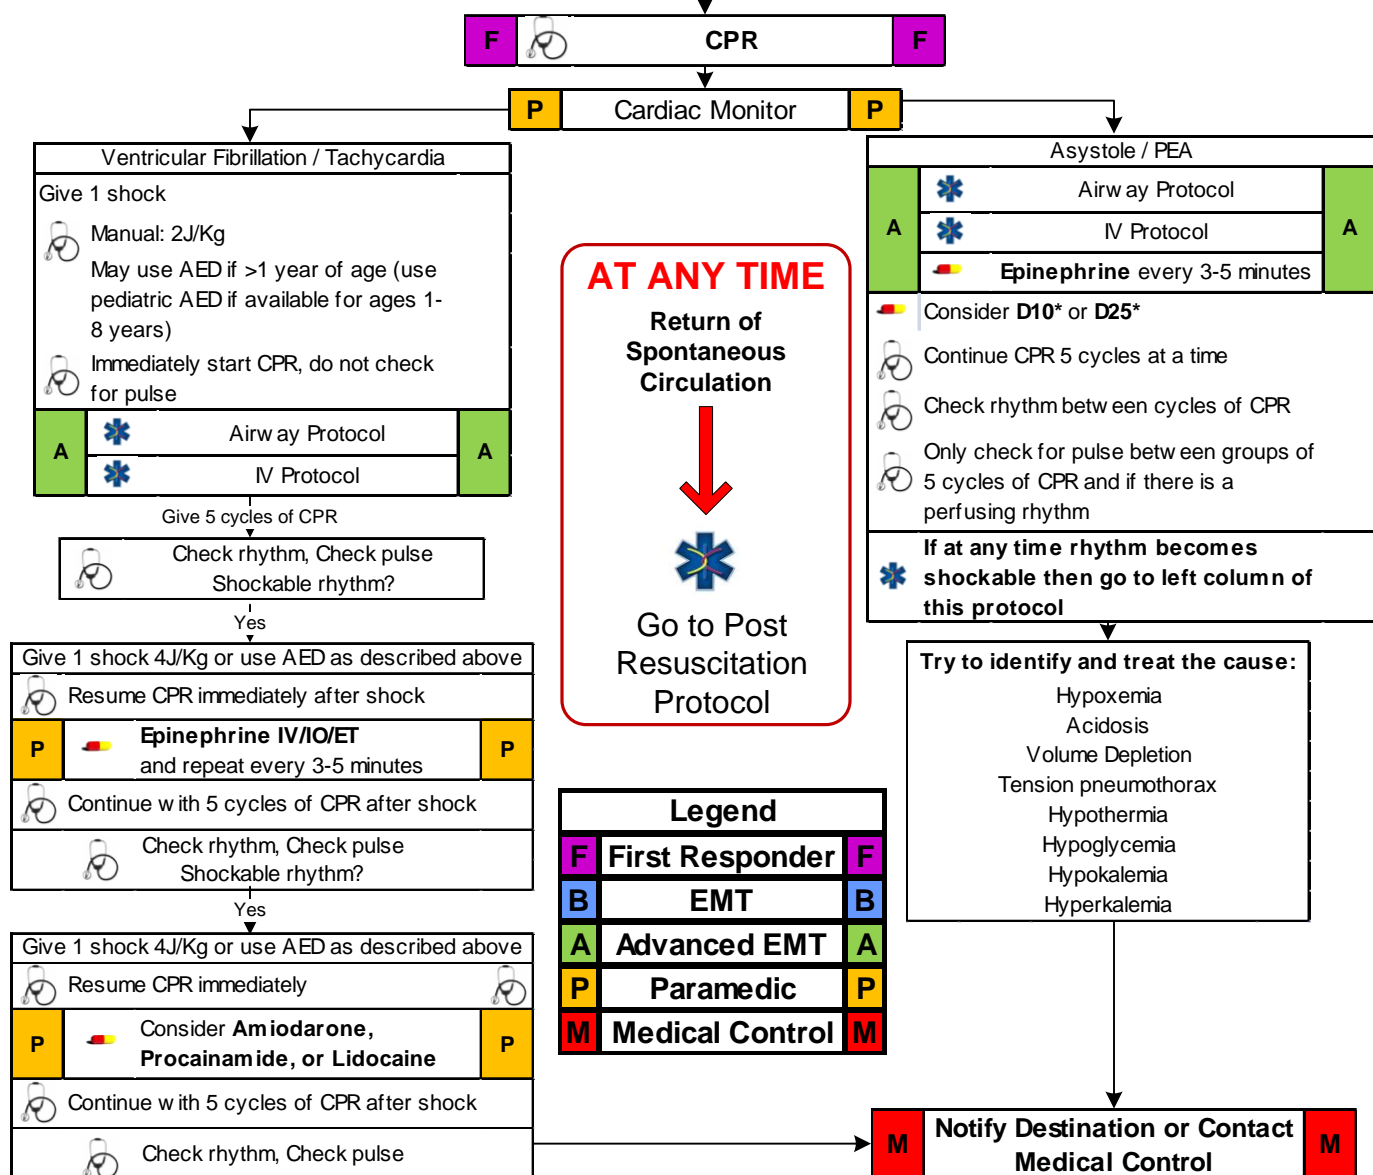 F CPR F
P Cardiac Monitor P
Ventricular Fibrillation / Tachycardia
Give 1 shock
Manual: 2J/Kg
May use AED if >1 year of age (use
pediatric AED if available for ages 1-
8 years)
Immediately start CPR, do not check
for pulse
A Airway Protocol A
IV Protocol
Give 5 cycles of CPR
Check rhythm, Check pulse
Shockable rhythm?
Yes
Give 1 shock 4J/Kg or use AED as described above
Resume CPR immediately after shock
P Epinephrine IV/IO/ET P
and repeat every 3-5 minutes
Continue with 5 cycles of CPR after shock
Check rhythm, Check pulse
Shockable rhythm?
Yes
Give 1 shock 4J/Kg or use AED as described above
Resume CPR immediately
P Consider Amiodarone, P
Procainamide, or Lidocaine
Continue with 5 cycles of CPR after shock
Check rhythm, Check pulse
AT ANY TIME
Return of
Spontaneous
Circulation
Go to Post
Resuscitation
Protocol
Legend
F First Responder F
B EMT B
A Advanced EMT A
P Paramedic P
M Medical Control M
Asystole / PEA
Airway Protocol
A IV Protocol A
Epinephrine every 3-5 minutes
Consider D10* or D25*
Continue CPR 5 cycles at a time
Check rhythm between cycles of CPR
Only check for pulse between groups of
5 cycles of CPR and if there is a
perfusing rhythm
If at any time rhythm becomes
shockable then go to left column of
this protocol
Try to identify and treat the cause:
Hypoxemia
Acidosis
Volume Depletion
Tension pneumothorax
Hypothermia
Hypoglycemia
Hypokalemia
Hyperkalemia
M Notify Destination or Contact M
Medical Control